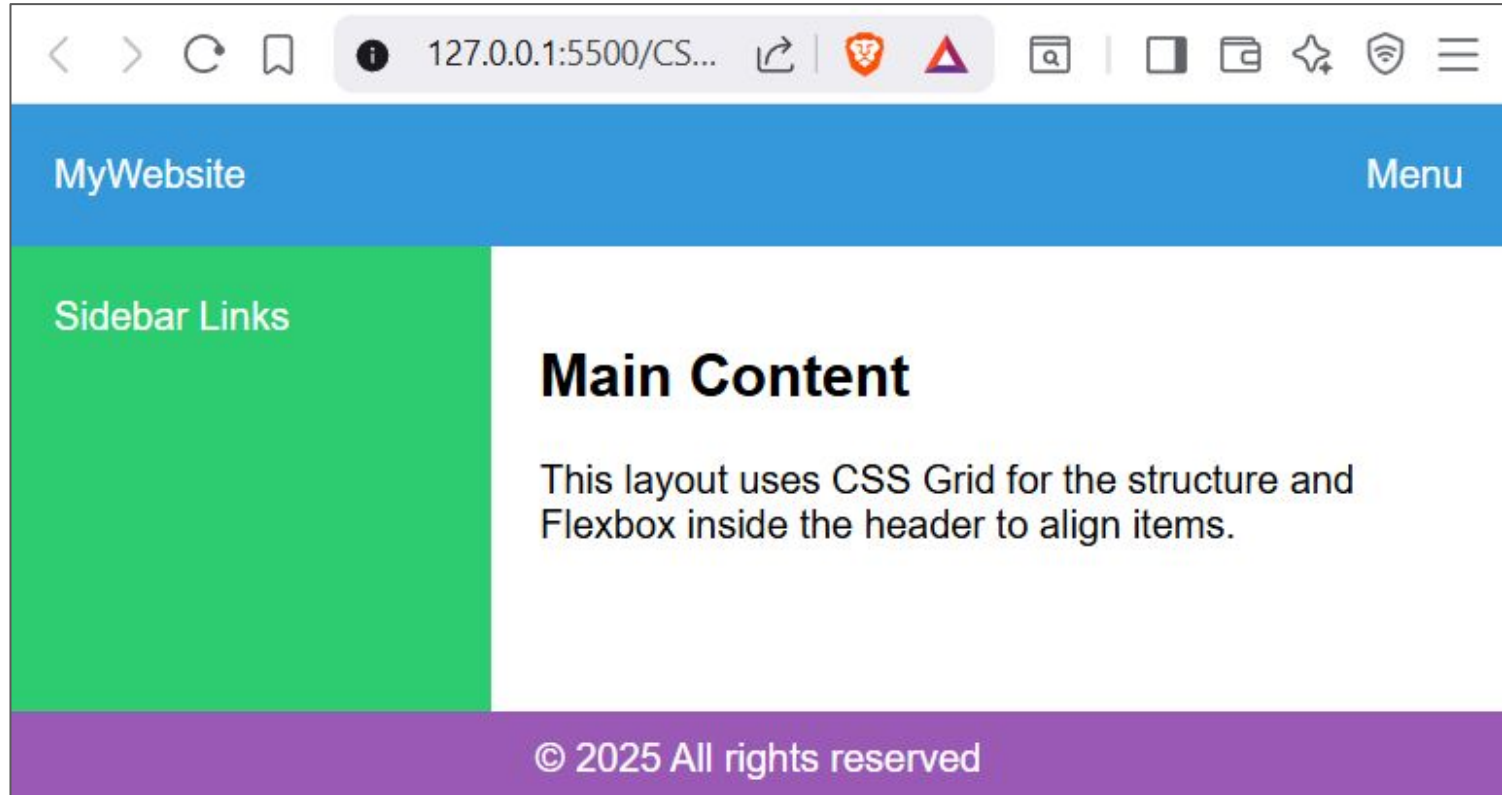 127.0.0.1:5500/CS...
MyWebsite
Menu
Sidebar Links
Main Content
This layout uses CSS Grid for the structure and
Flexbox inside the header to align items.
© 2025 All rights reserved